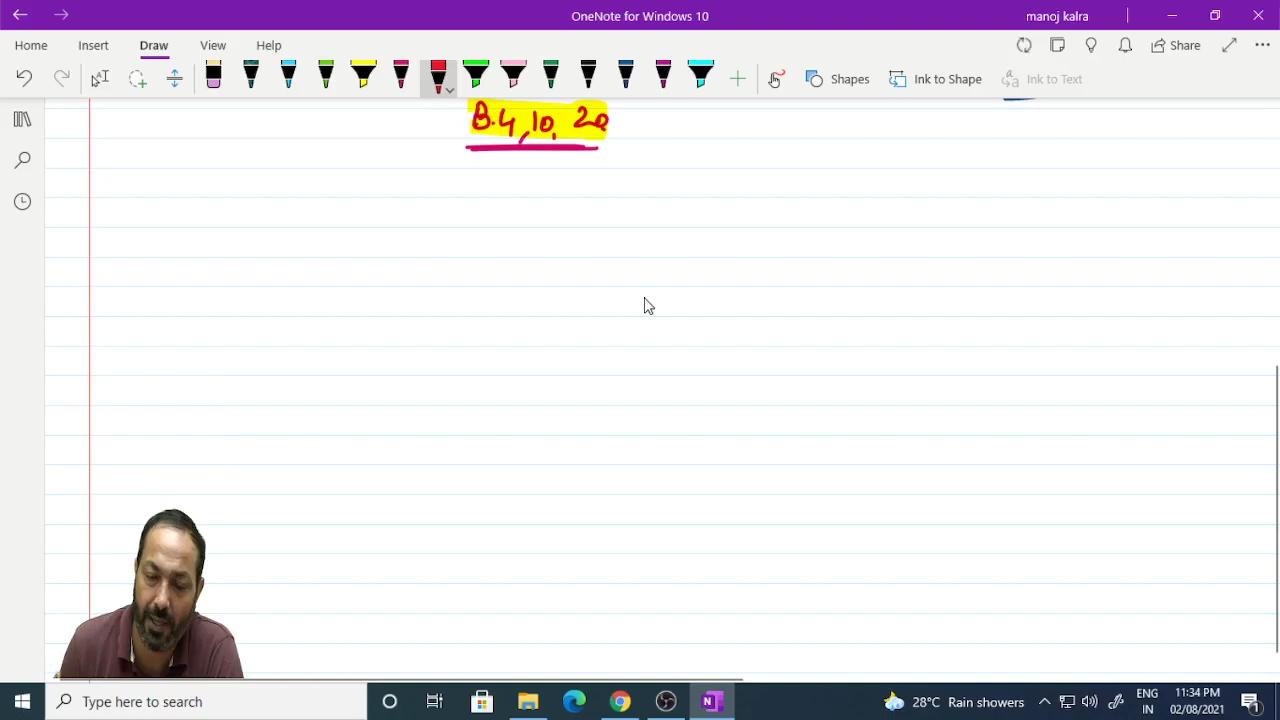 OneNote for Windows 10
manoj kalra
Home
Insert
Draw
View
Help
Share
Shapes
Ink to Shape
Ink to Text
B.4, 10, 20
Type here to search
28°C Rain showers
ENG
IN
11:34 PM
02/08/2021
1